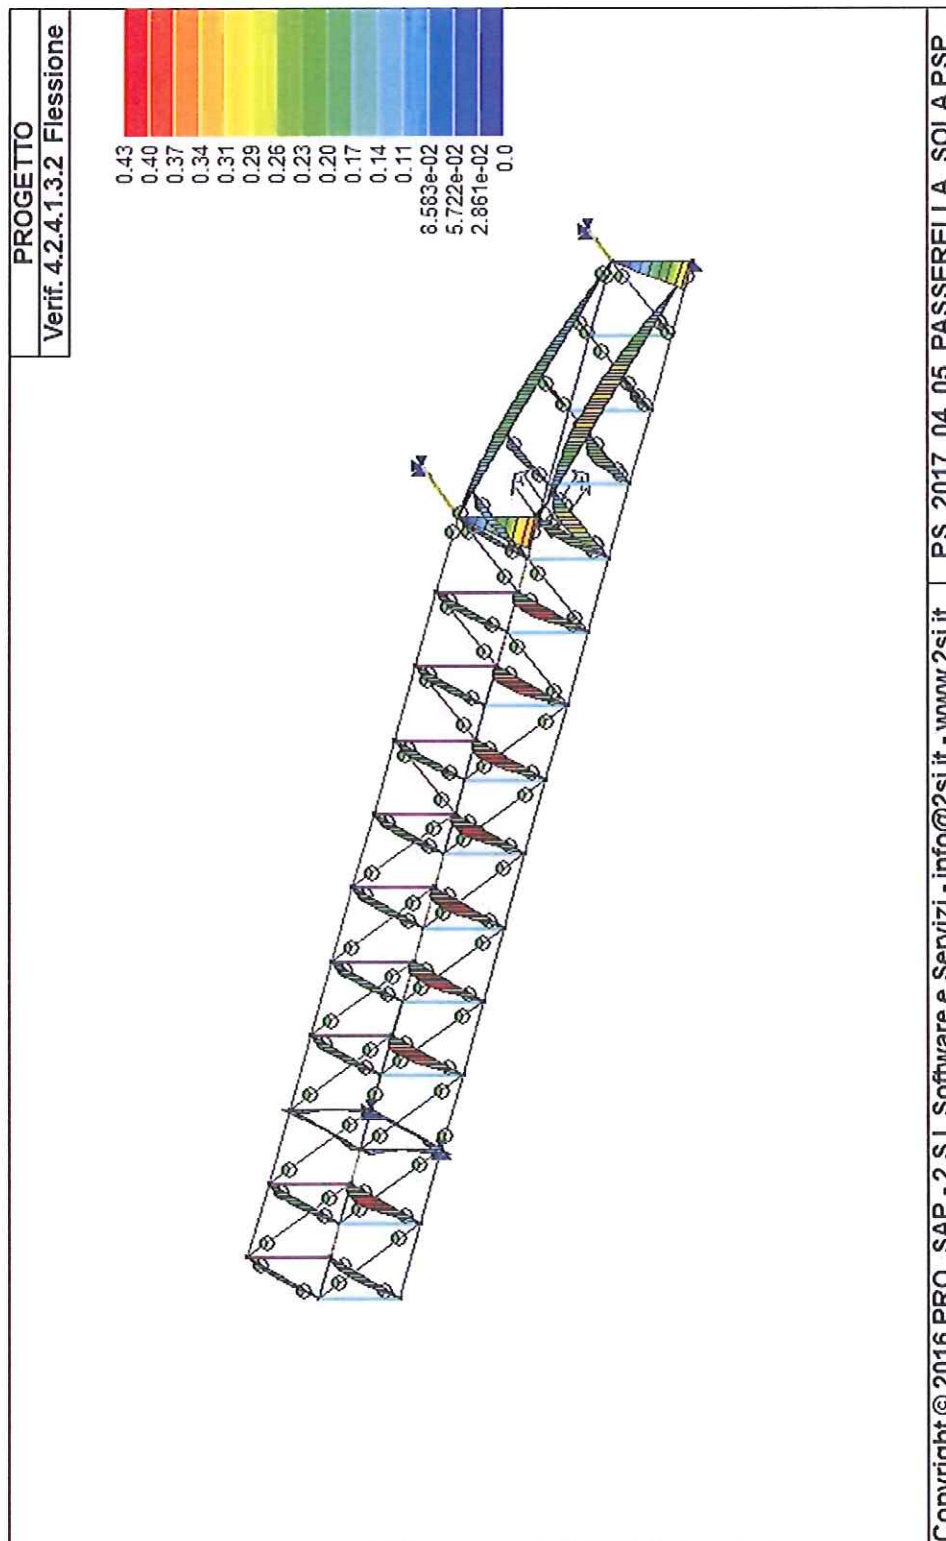 PROGETTO
Verif. 4.2.4.1.3.2 Flessione
0.43
0.40
0.37
0.34
0.31
0.29
0.26
0.23
0.20
0.17
0.14
0.11
8.583e-02
5.722e-02
2.861e-02
0.0
Copyright © 2016 PRO_SAP - 2 S.I. Software e Servizi - info@2si.it - www.2si.it
PS_2017_04_05_PASSERELLA_SOLA.PSP